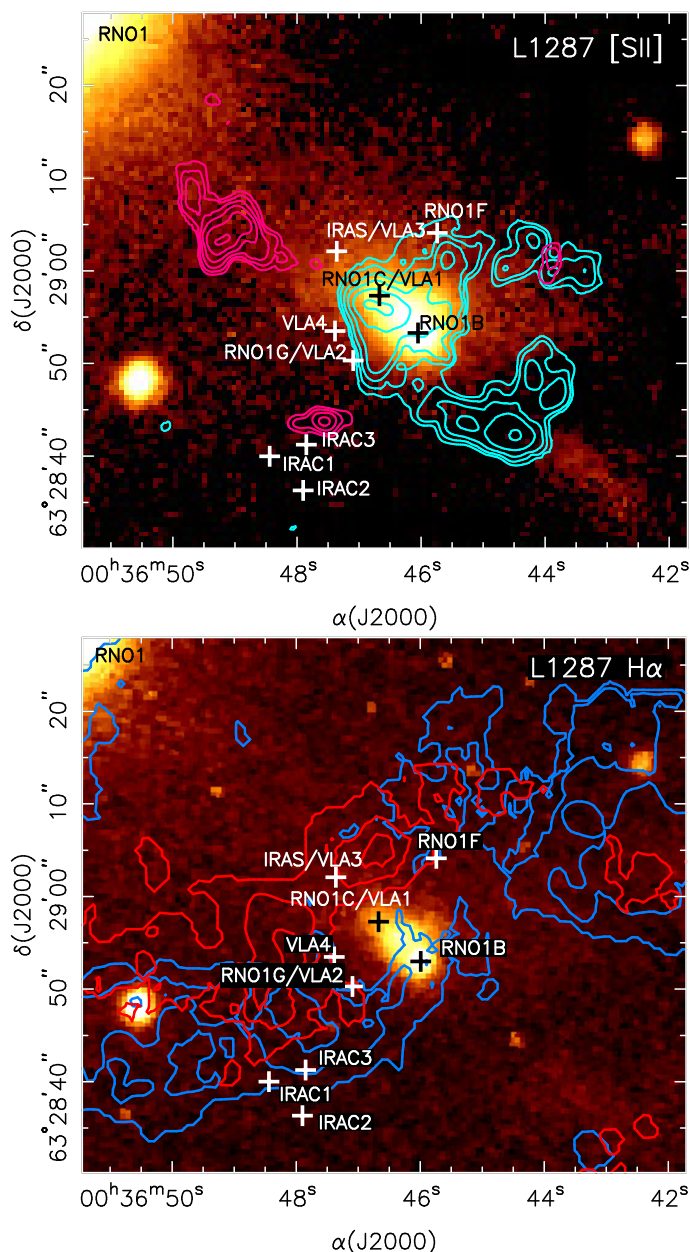 RNO1
L1287 [SII]
20"
10"
RNO1F
IRAS/VLA3
29'00"
RNO1C/VLA1
VLA4
RNO1B
RNO1G/VLA2
50"
IRAC3
40"
IRAC1
IRAC2
63°28'
δ(J2000)
00ʰ36ᵐ50ˢ
48ˢ
46ˢ
44ˢ
42ˢ
α(J2000)
RNO1
L1287 Hα
20"
10"
RNO1F
IRAS/VLA3
29'00"
RNO1C/VLA1
VLA4
RNO1B
RNO1G/VLA2
50"
IRAC3
40"
IRAC1
IRAC2
63°28'
δ(J2000)
00ʰ36ᵐ50ˢ
48ˢ
46ˢ
44ˢ
42ˢ
α(J2000)